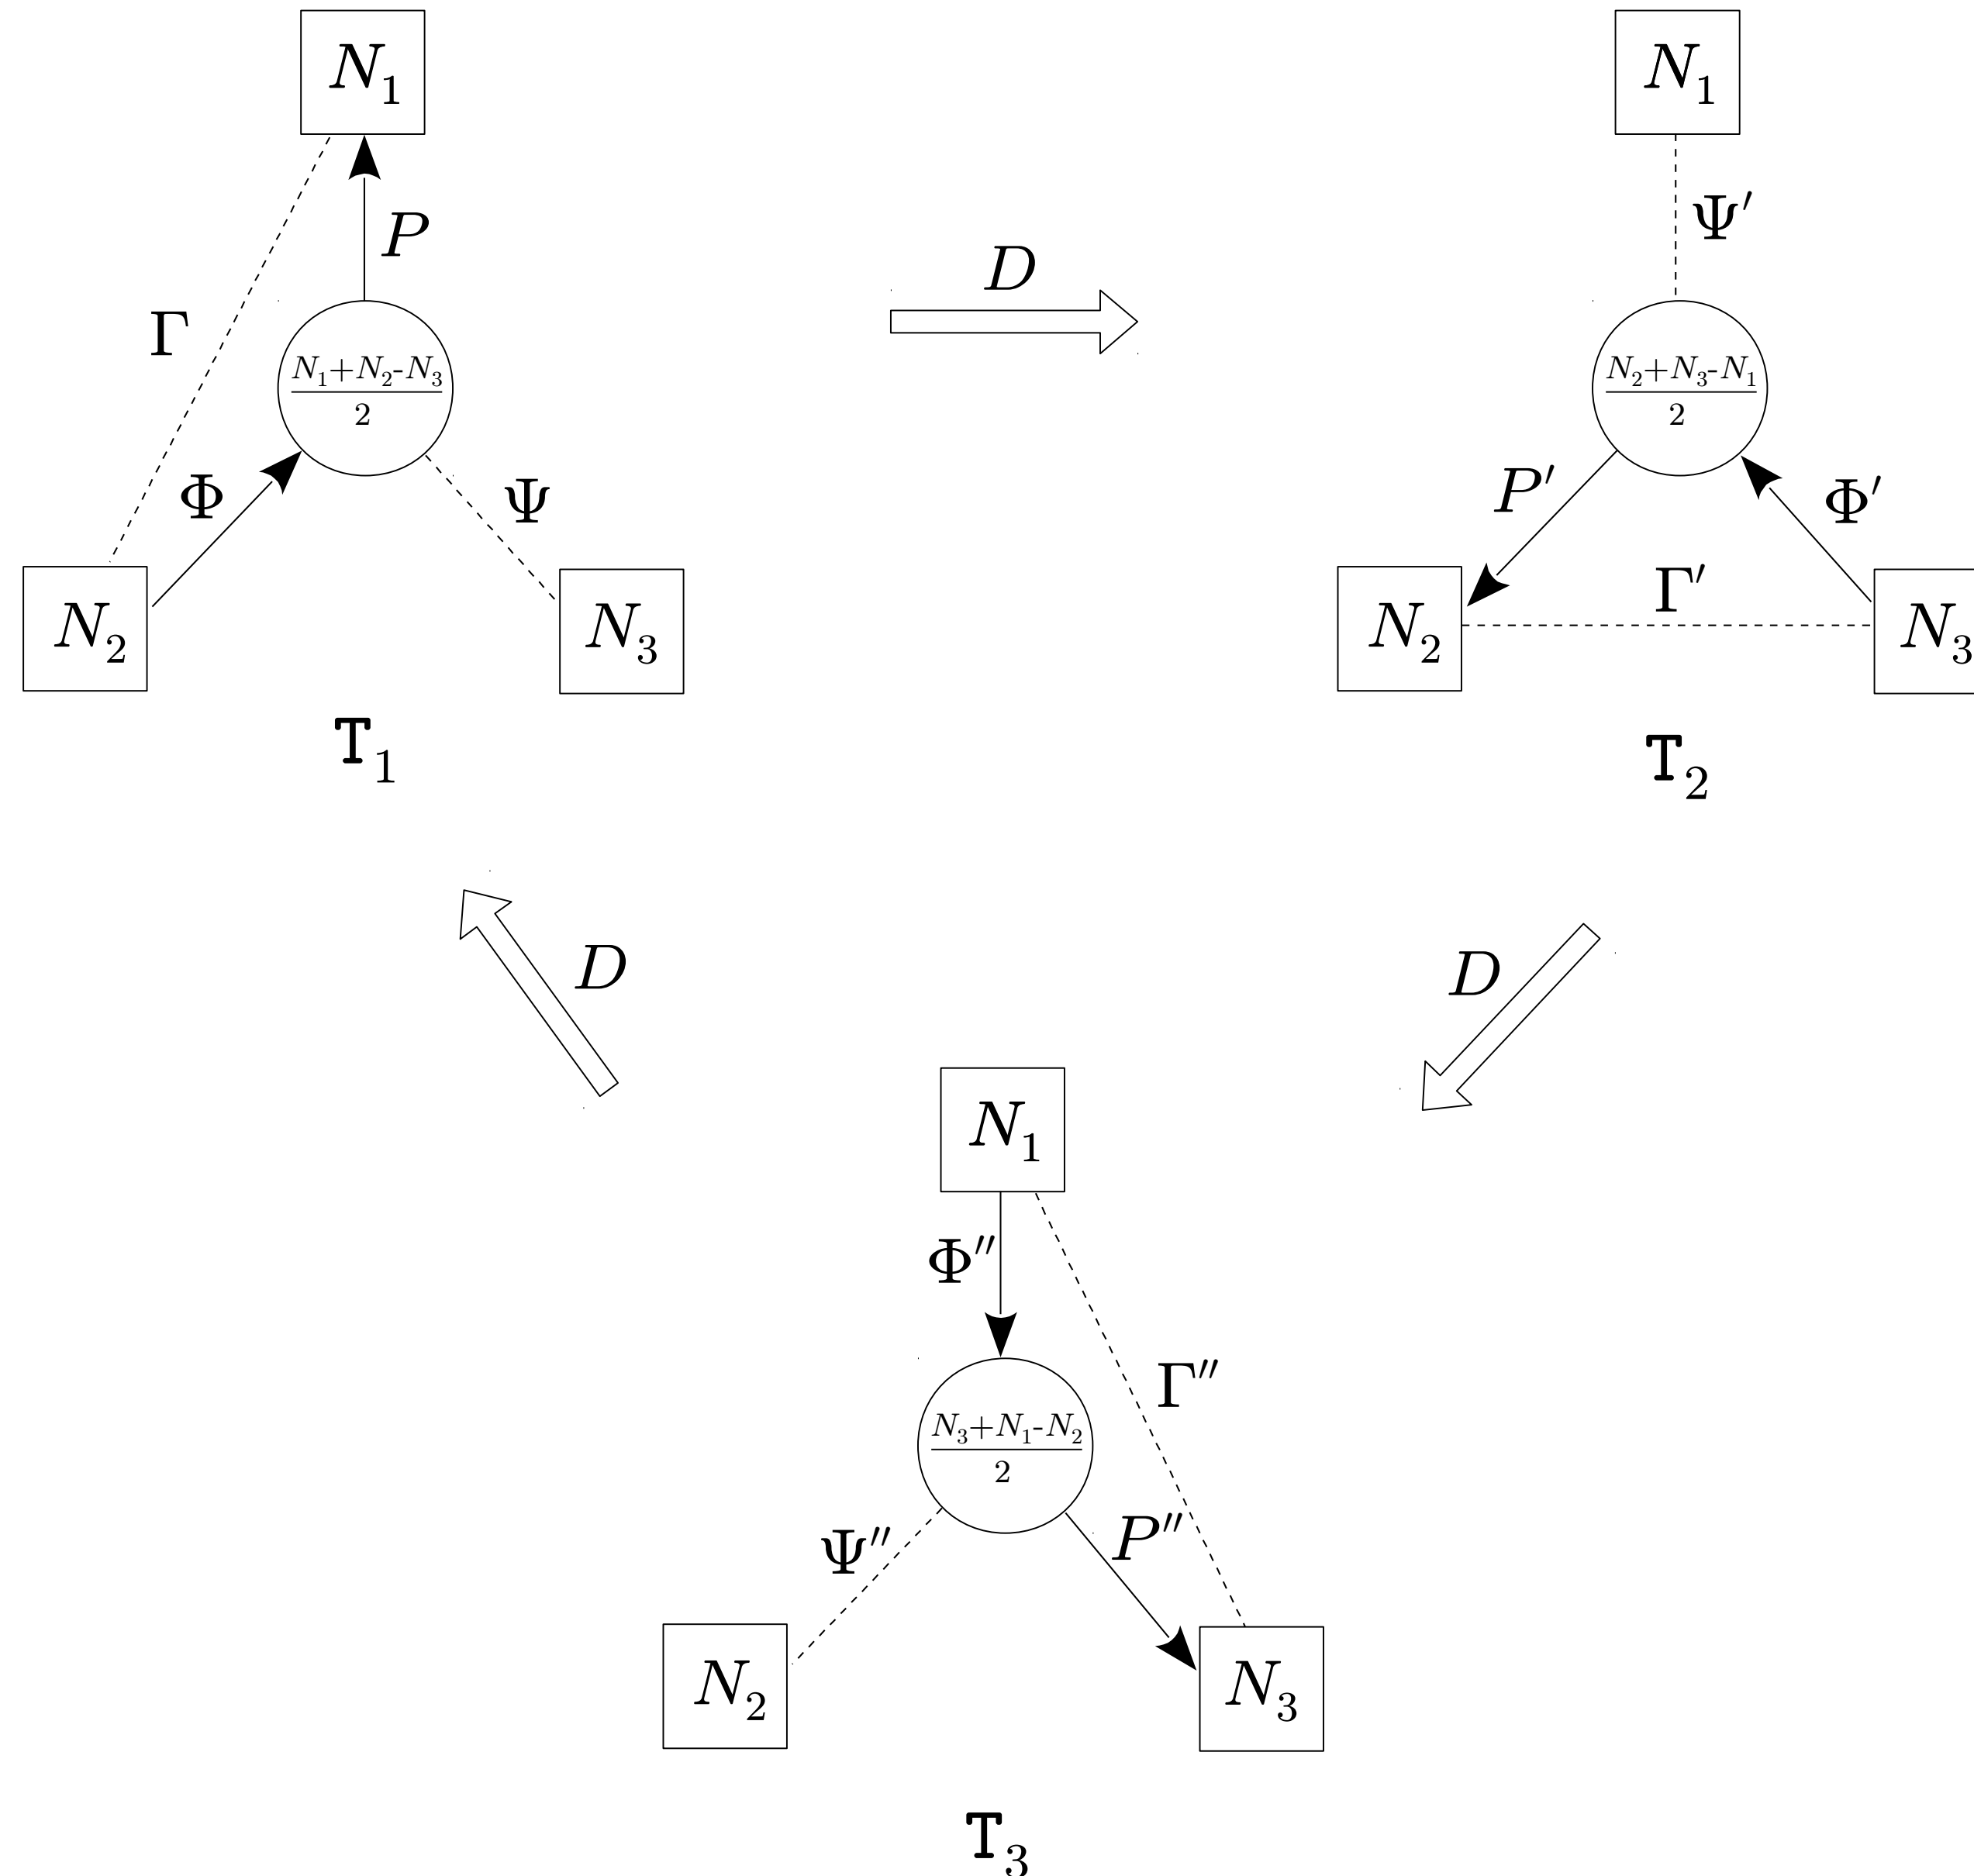 N₁
N₁
P
D
Ψ′
Γ
N₁+N₂-N₃
2
N₂+N₃-N₁
2
Φ
Ψ
P′
Φ′
Γ′
N₂
N₃
N₂
N₃
T₁
T₂
D
D
N₁
Φ″
Γ″
N₃+N₁-N₂
2
Ψ″
P″
N₂
N₃
T₃